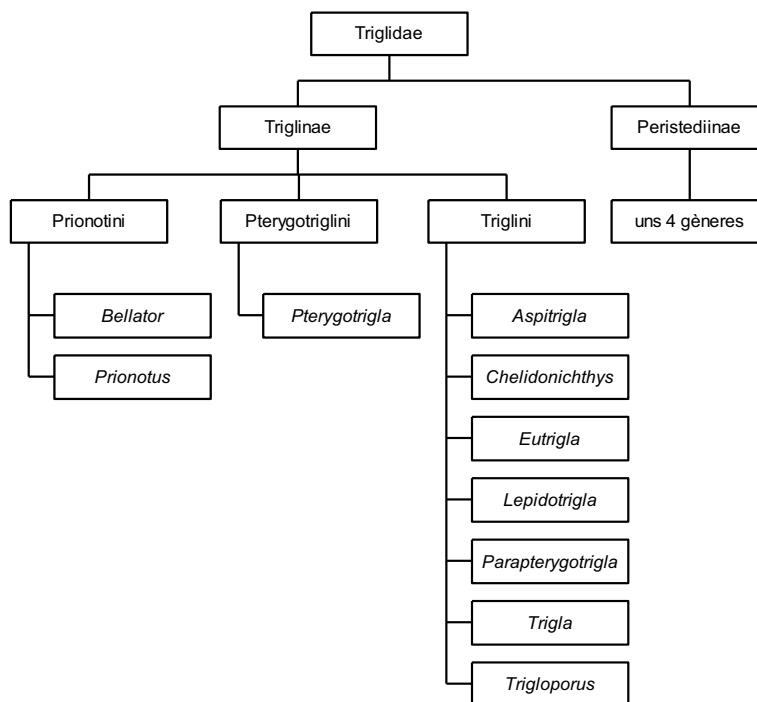 Triglidae
Triglinae
Peristediinae
Prionotini
Pterygotriglini
Triglini
uns 4 gèneres
Bellator
Pterygotrigla
Aspitrigla
Prionotus
Chelidonichthys
Eutrigla
Lepidotrigla
Parapterygotrigla
Trigla
Trigloporus